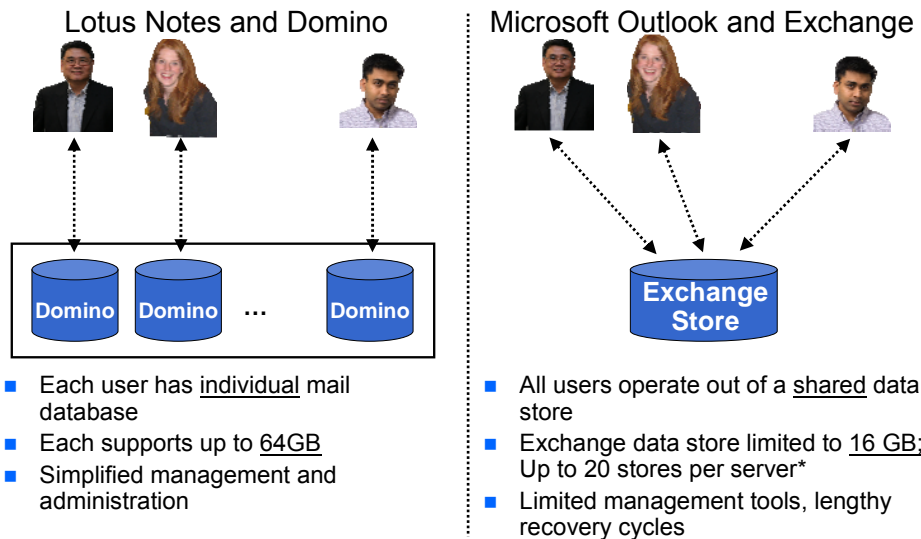 Lotus Notes and Domino
Domino
Domino
...
Domino
■ Each user has individual mail
database
■ Each supports up to 64GB
■ Simplified management and
administration
Microsoft Outlook and Exchange
Exchange
Store
■ All users operate out of a shared data
store
■ Exchange data store limited to 16 GB;
Up to 20 stores per server*
■ Limited management tools, lengthy
recovery cycles